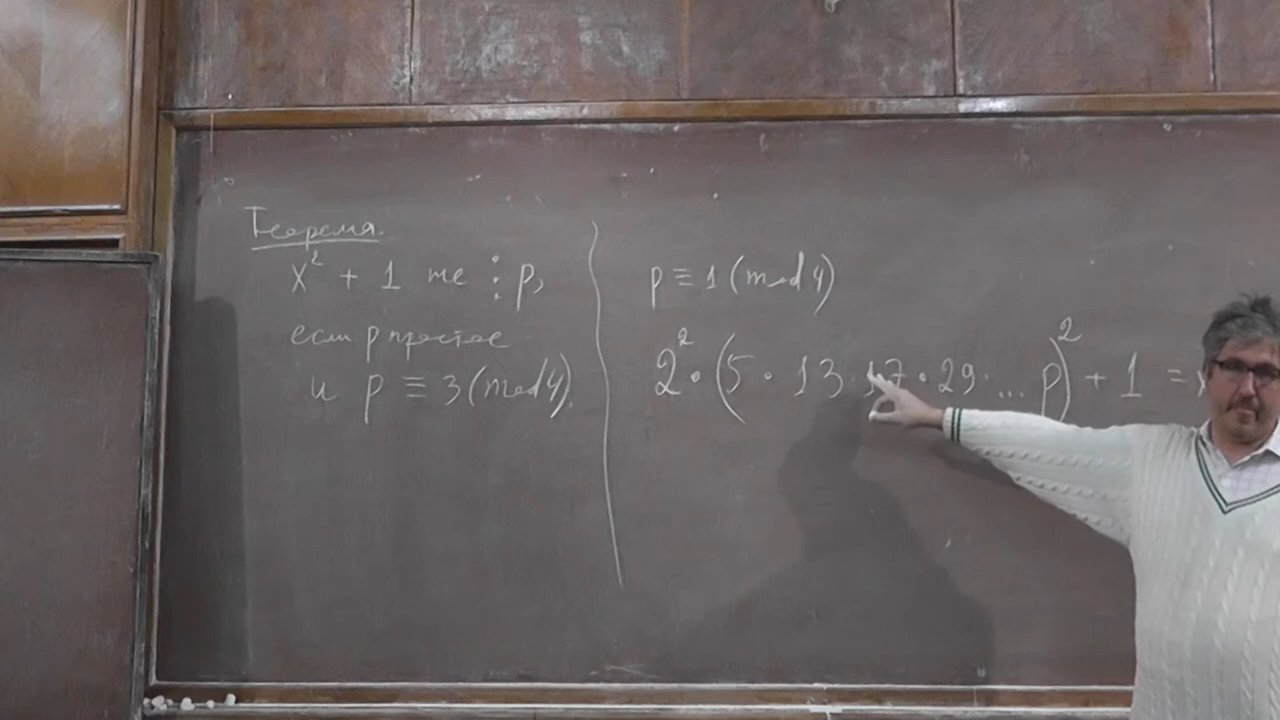 Теорема.
x² + 1 не ⋮ p,
если p простое
и p ≡ 3 (mod 4).
p ≡ 1 (mod 4)
2² · (5 · 13 · 17 · 29 · ... p)² + 1 =